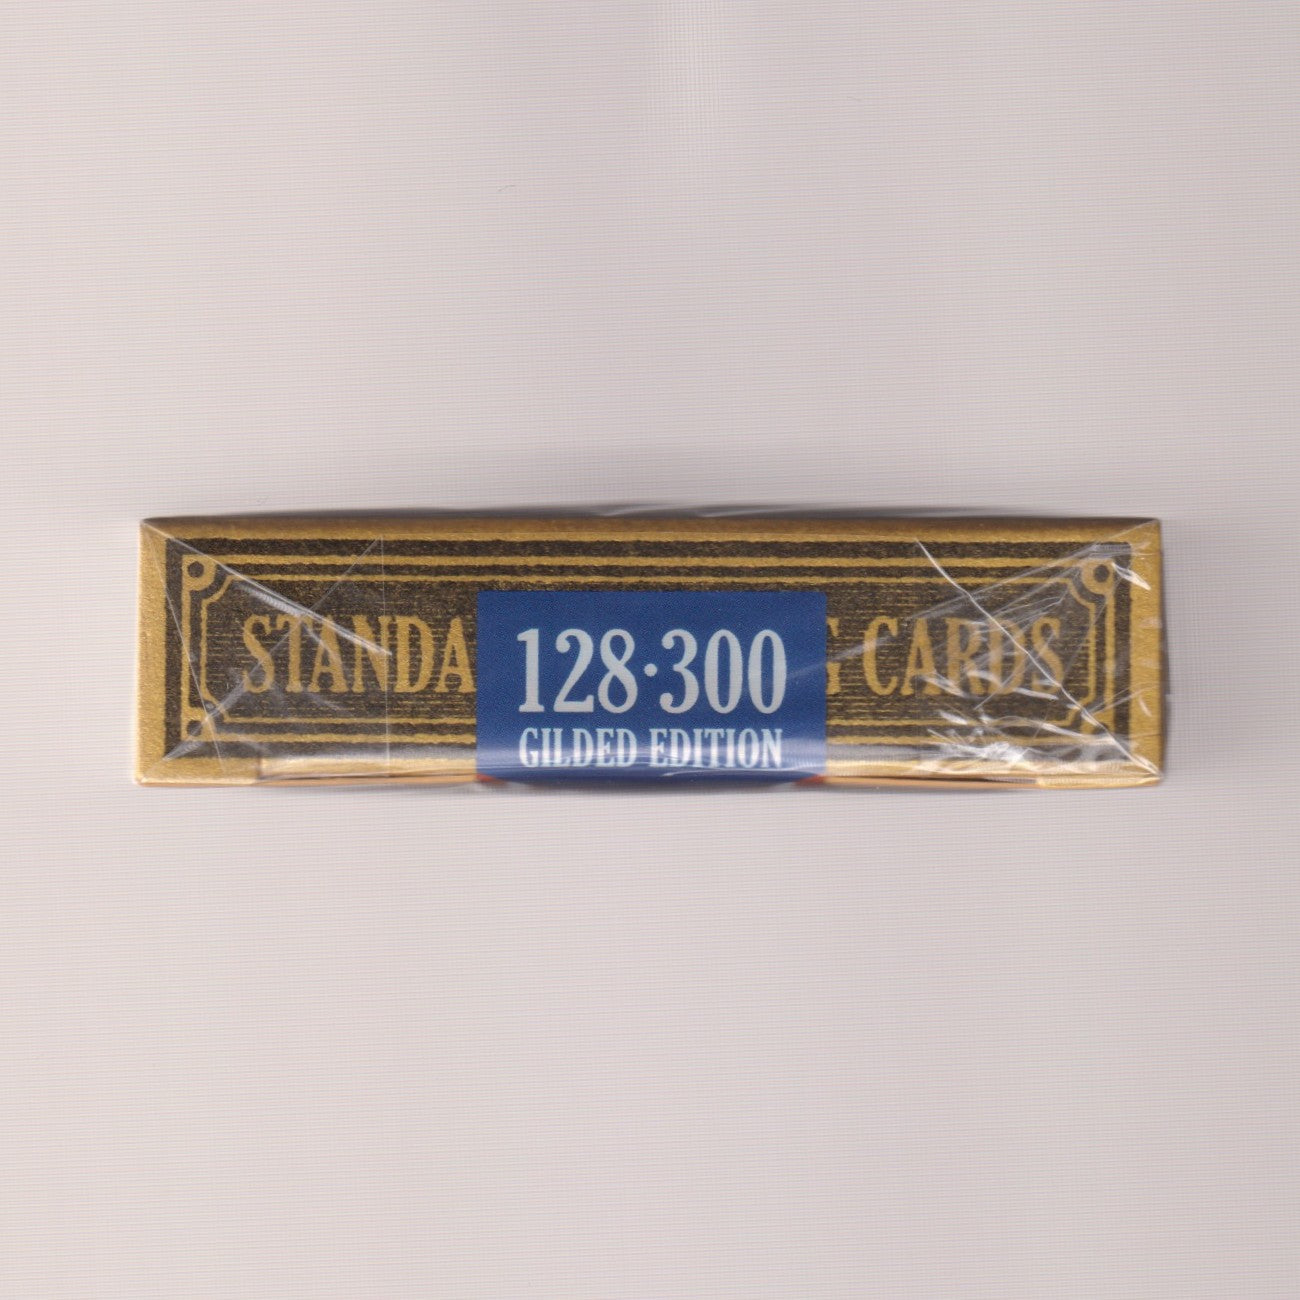 STANDA G CARDS
128·300
GILDED EDITION